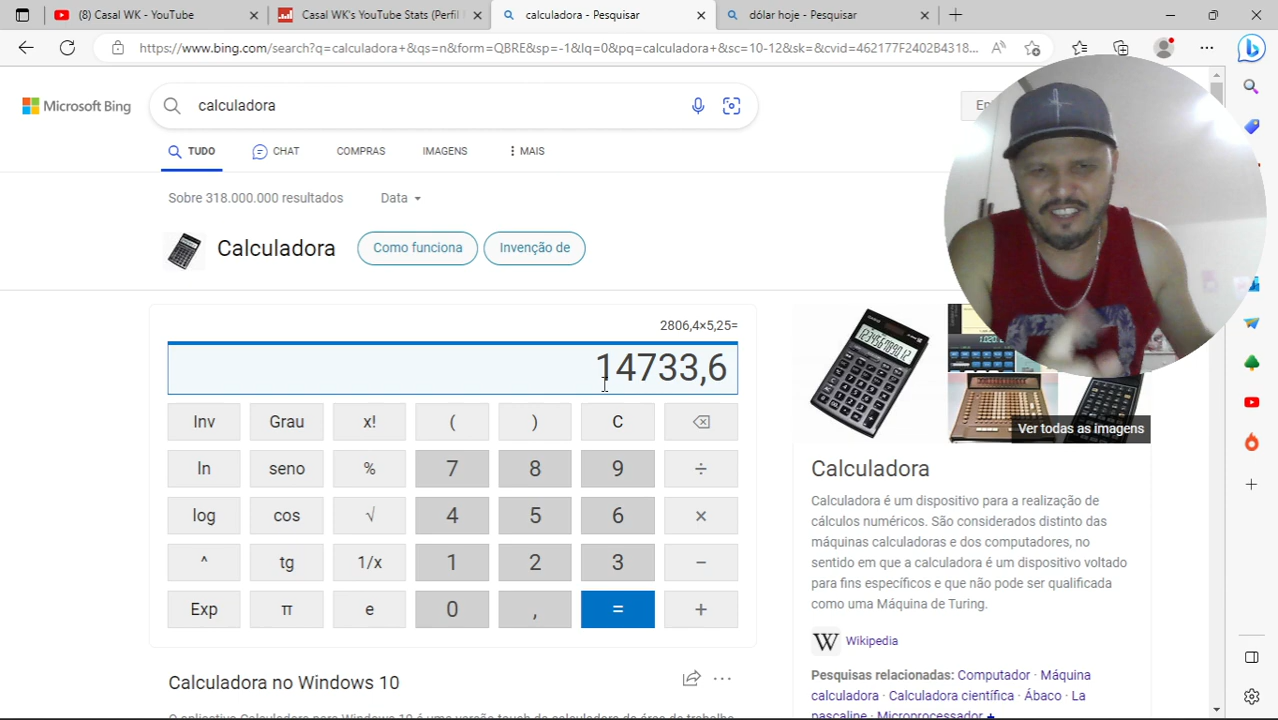 (8) Casal WK - YouTube
Casal WK's YouTube Stats (Perfil
calculadora - Pesquisar
dólar hoje - Pesquisar
https://www.bing.com/search?q=calculadora+&qs=n&form=QBRE&sp=-1&lq=0&pq=calculadora+&sc=10-12&sk=&cvid=462177F2402B4318...
Microsoft Bing
calculadora
En
TUDO
CHAT
COMPRAS
IMAGENS
MAIS
Sobre 318.000.000 resultados
Data
Calculadora
Como funciona
Invenção de
2806,4×5,25=
14733,6
Inv Grau x! ( ) C
ln seno % 7 8 9 ÷
log cos √ 4 5 6 ×
^ tg 1/x 1 2 3 −
Exp π e 0 , = +
Calculadora no Windows 10
Ver todas as imagens
Calculadora
Calculadora é um dispositivo para a realização de
cálculos numéricos. São considerados distinto das
máquinas calculadoras e dos computadores, no
sentido em que a calculadora é um dispositivo voltado
para fins específicos e que não pode ser qualificada
como uma Máquina de Turing.
W Wikipedia
Pesquisas relacionadas: Computador · Máquina
calculadora · Calculadora científica · Ábaco · La
pascaline · Microprocessador +